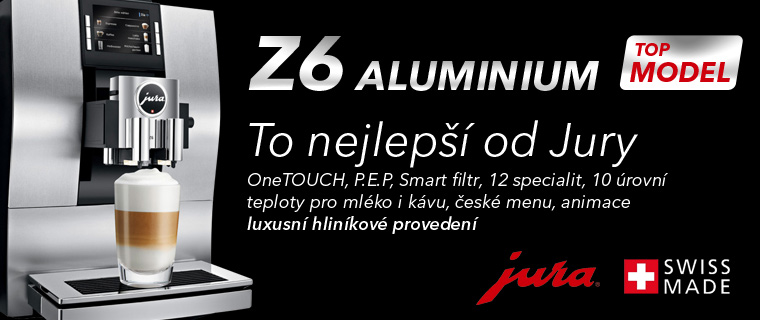 Z6 ALUMINIUM
TOP
MODEL
jura
To nejlepší od Jury
OneTOUCH, P.E.P, Smart filtr, 12 specialit, 10 úrovní
teploty pro mléko i kávu, české menu, animace
luxusní hliníkové provedení
jura
SWISS
MADE